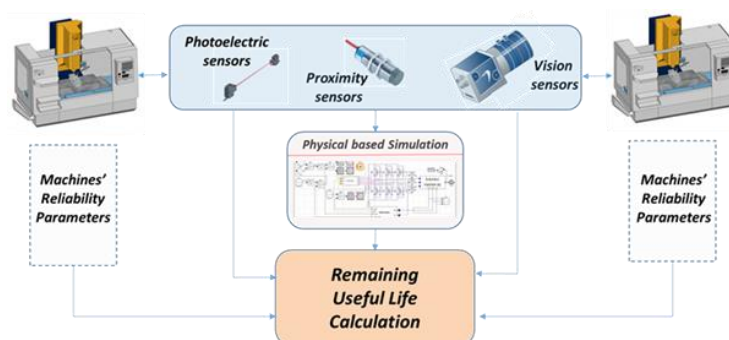 Photoelectric
sensors
Proximity
sensors
Vision
sensors
Physical based Simulation
Machines'
Reliability
Parameters
Machines'
Reliability
Parameters
Remaining
Useful Life
Calculation